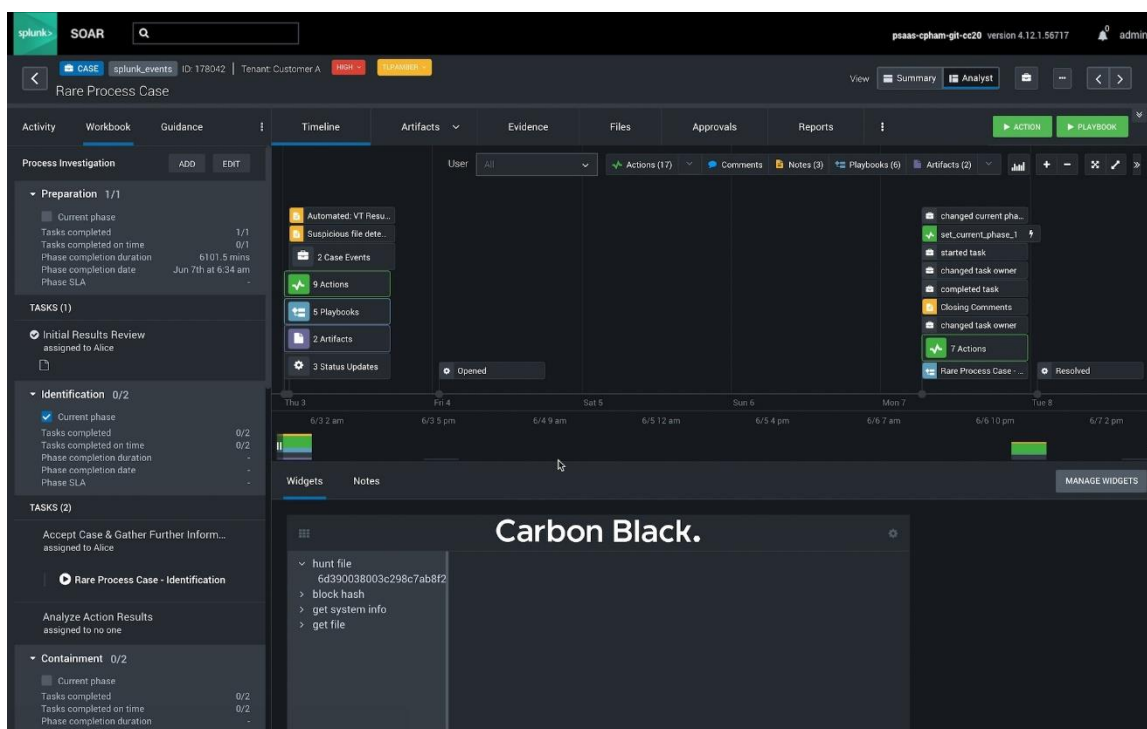 splunk> SOAR
psaas-cpham-git-cc20 version 4.12.1.56717 0 admin
CASE splunk_events ID: 178042 | Tenant: Customer A HIGH TLP:AMBER
Rare Process Case
View Summary Analyst
Activity Workbook Guidance
Timeline Artifacts Evidence Files Approvals Reports
ACTION PLAYBOOK
Process Investigation ADD EDIT
User All Actions (17) Comments Notes (3) Playbooks (6) Artifacts (2)
Preparation 1/1
Current phase
Tasks completed 1/1
Tasks completed on time 0/1
Phase completion duration 6101.5 mins
Phase completion date Jun 7th at 6:34 am
Phase SLA -
TASKS (1)
Initial Results Review
assigned to Alice
Identification 0/2
Current phase
Tasks completed 0/2
Tasks completed on time 0/2
Phase completion duration -
Phase completion date -
Phase SLA -
TASKS (2)
Accept Case & Gather Further Inform...
assigned to Alice
Rare Process Case - Identification
Analyze Action Results
assigned to no one
Containment 0/2
Current phase
Tasks completed 0/2
Tasks completed on time 0/2
Phase completion duration -
Automated: VT Resu...
Suspicious file dete...
2 Case Events
9 Actions
5 Playbooks
2 Artifacts
3 Status Updates
Opened
changed current pha...
set_current_phase_1
started task
changed task owner
completed task
Closing Comments
changed task owner
7 Actions
Rare Process Case - ...
Resolved
Thu 3 Fri 4 Sat 5 Sun 6 Mon 7 Tue 8
6/3 2 am 6/3 5 pm 6/4 9 am 6/5 12 am 6/5 4 pm 6/6 7 am 6/6 10 pm 6/7 2 pm
Widgets Notes MANAGE WIDGETS
Carbon Black.
hunt file
6d390038003c298c7ab8f2
block hash
get system info
get file